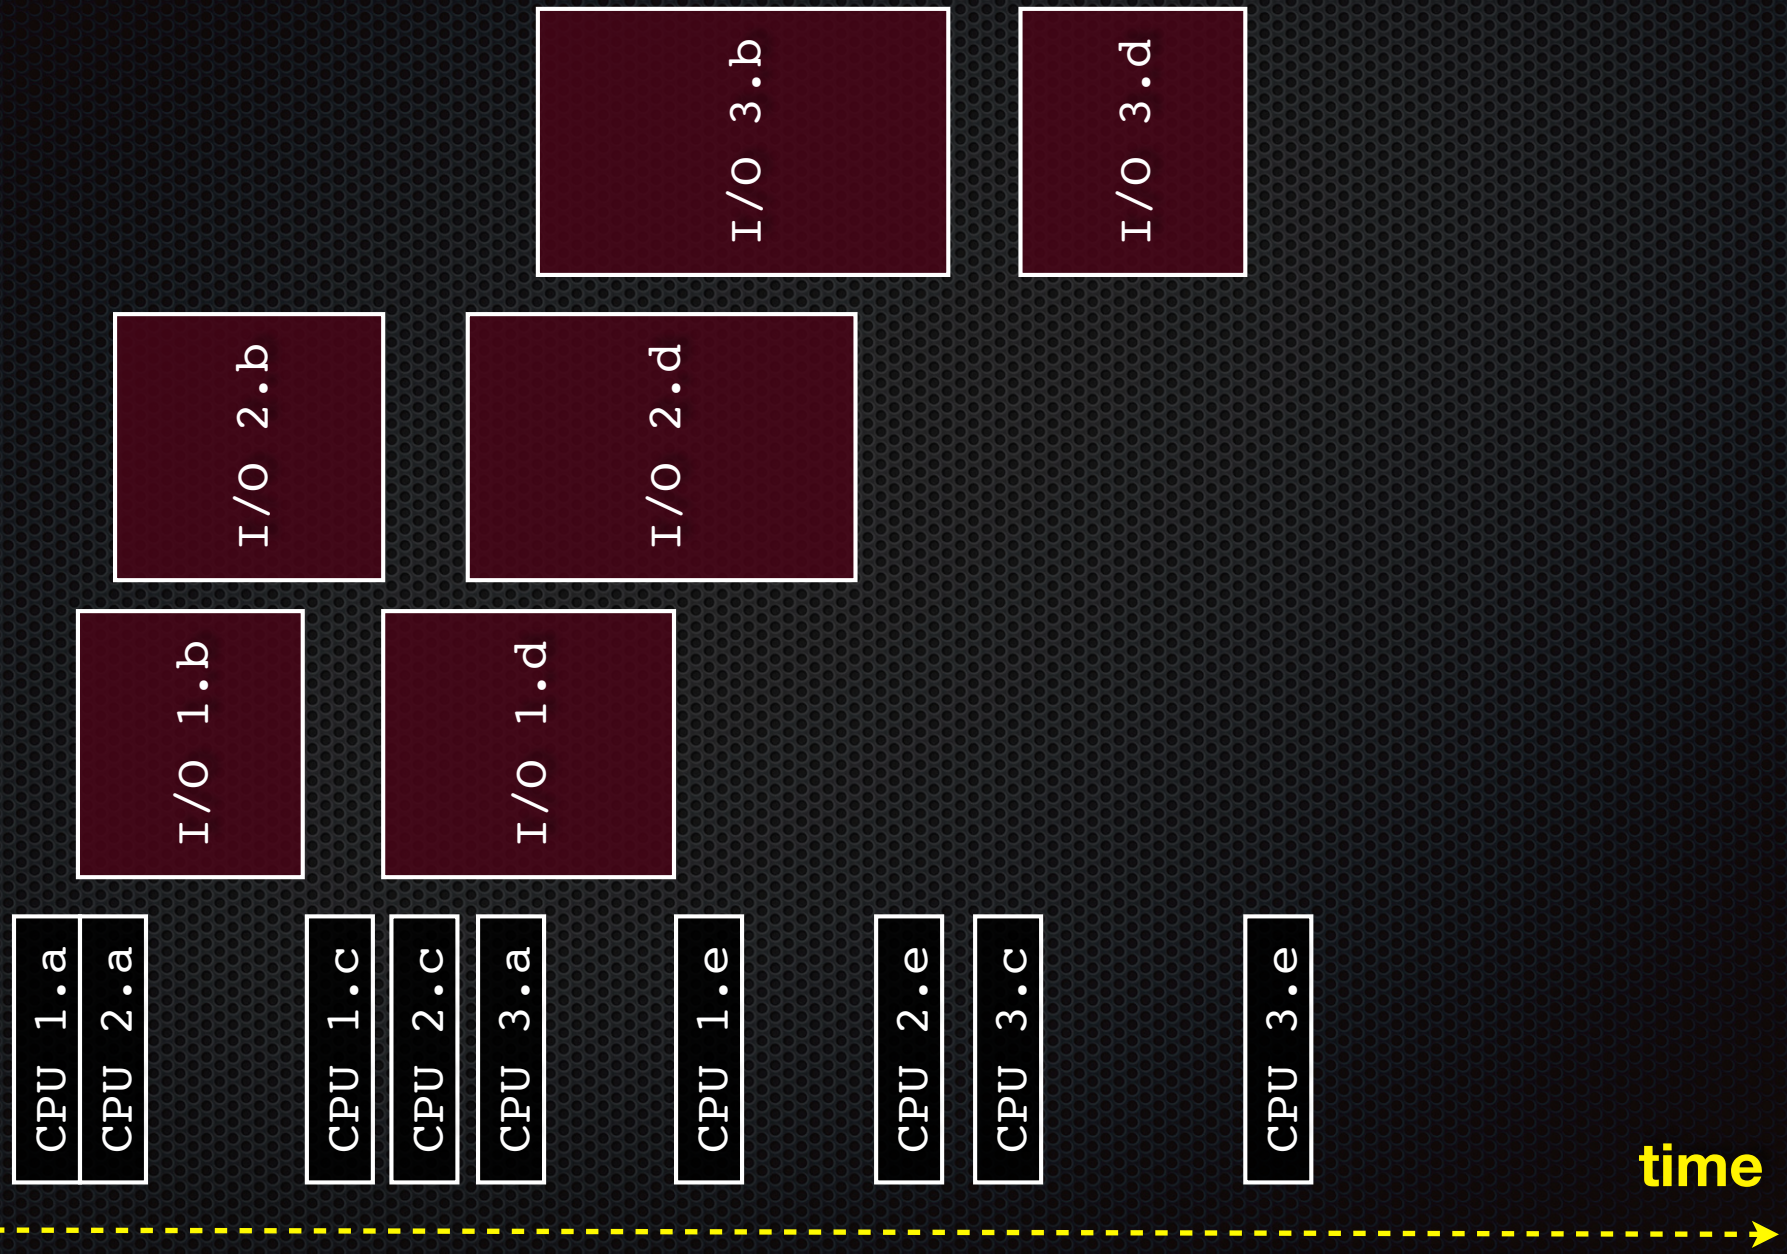 I/O 3.b
I/O 3.d
I/O 2.b
I/O 2.d
I/O 1.b
I/O 1.d
CPU 1.a
CPU 2.a
CPU 1.c
CPU 2.c
CPU 3.a
CPU 1.e
CPU 2.e
CPU 3.c
CPU 3.e
time